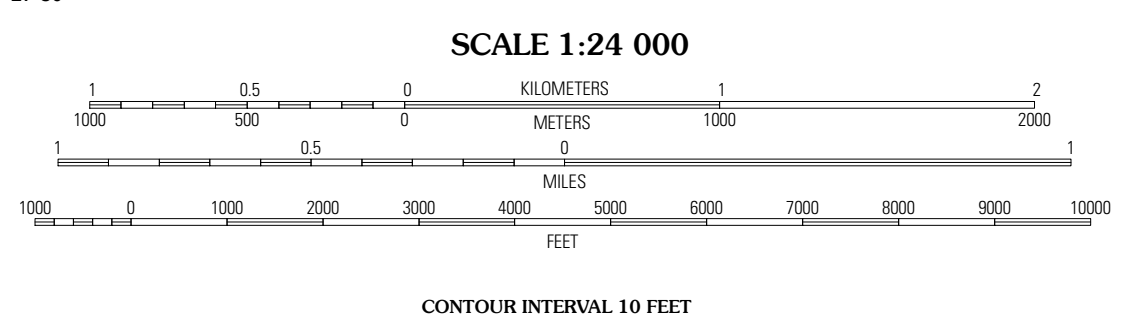 SCALE 1:24 000
1 0.5 0 KILOMETERS 1 2
1000 500 0 METERS 1000 2000
1 0.5 0 1
MILES
1000 0 1000 2000 3000 4000 5000 6000 7000 8000 9000 10000
FEET
CONTOUR INTERVAL 10 FEET